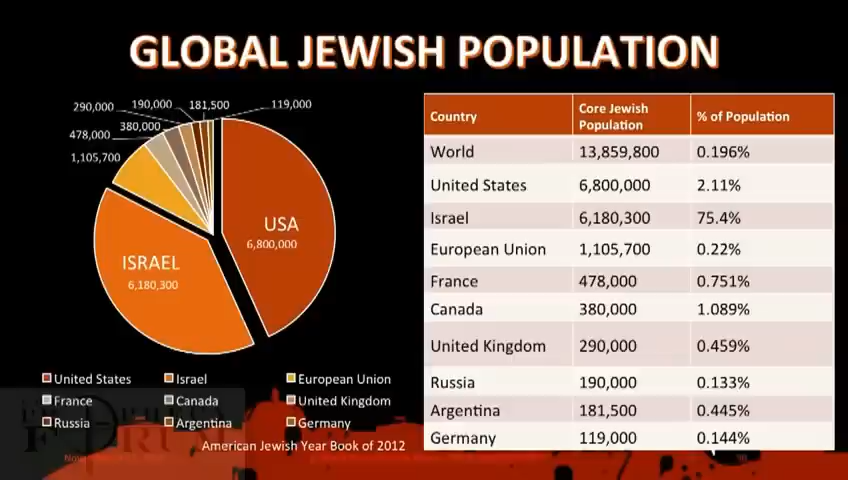 GLOBAL JEWISH POPULATION
290,000 190,000 181,500 119,000
478,000 380,000
1,105,700
USA
6,800,000
ISRAEL
6,180,300
United States Israel European Union
France Canada United Kingdom
Russia Argentina Germany
American Jewish Year Book of 2012
Country Core Jewish Population % of Population
World 13,859,800 0.196%
United States 6,800,000 2.11%
Israel 6,180,300 75.4%
European Union 1,105,700 0.22%
France 478,000 0.751%
Canada 380,000 1.089%
United Kingdom 290,000 0.459%
Russia 190,000 0.133%
Argentina 181,500 0.445%
Germany 119,000 0.144%